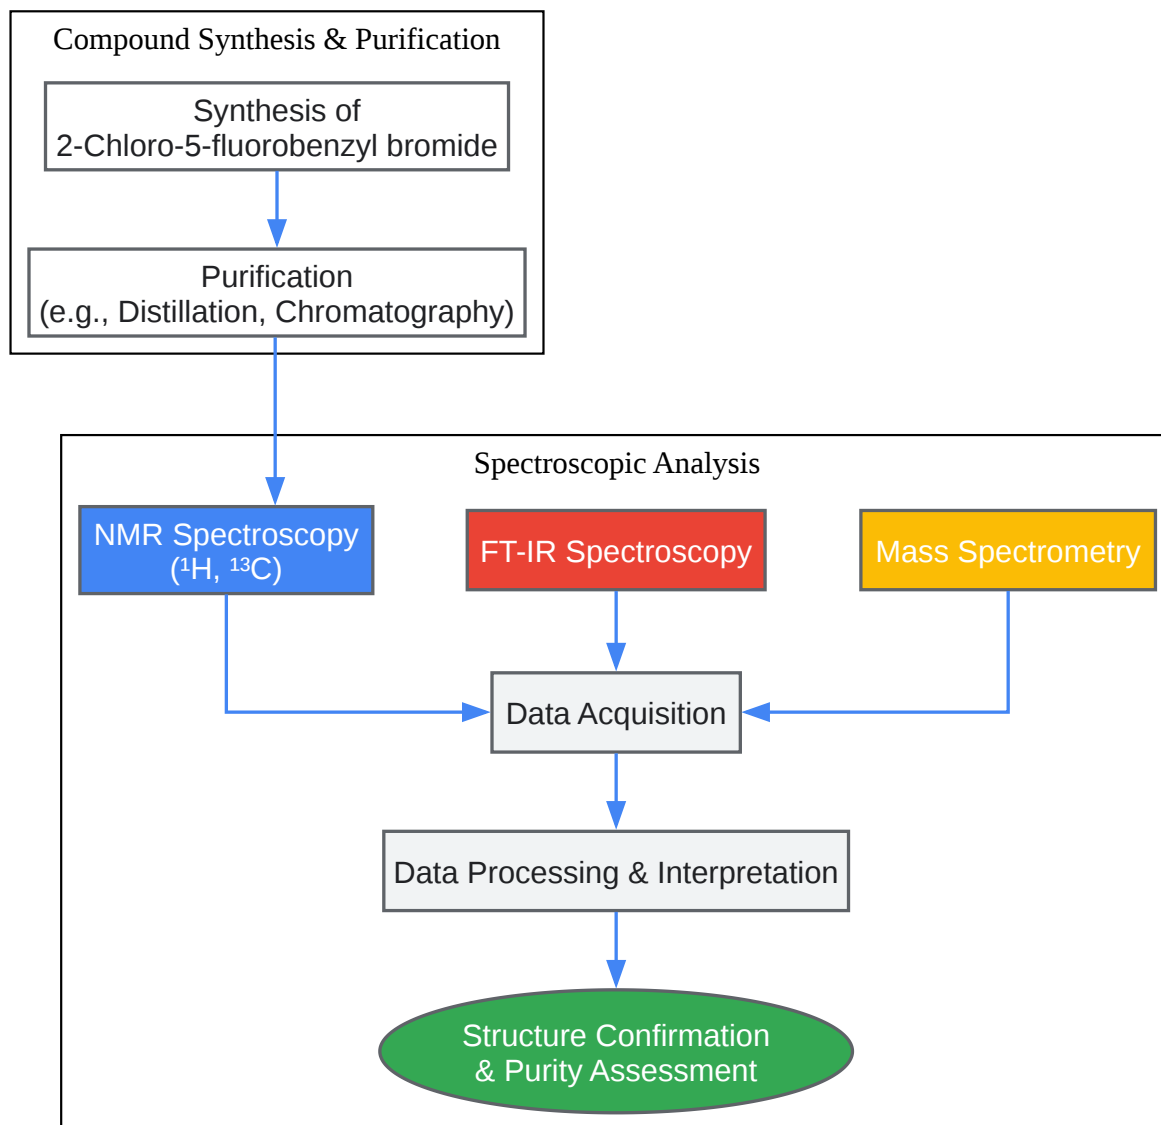 Compound Synthesis & Purification
Synthesis of
2-Chloro-5-fluorobenzyl bromide
Purification
(e.g., Distillation, Chromatography)
Spectroscopic Analysis
NMR Spectroscopy
(¹H, ¹³C)
FT-IR Spectroscopy
Mass Spectrometry
Data Acquisition
Data Processing & Interpretation
Structure Confirmation
& Purity Assessment